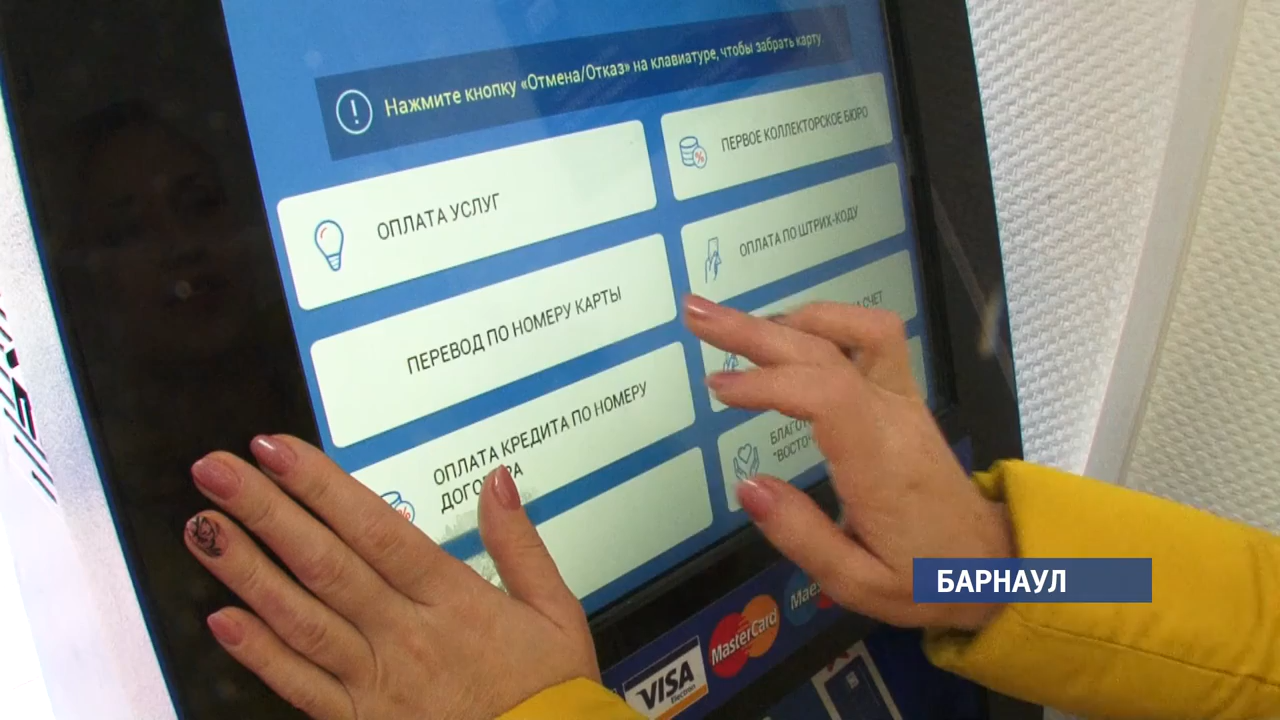 Нажмите кнопку «Отмена/Отказ» на клавиатуре, чтобы забрать карту.
ОПЛАТА УСЛУГ
ПЕРВОЕ КОЛЛЕКТОРСКОЕ БЮРО
ПЕРЕВОД ПО НОМЕРУ КАРТЫ
ОПЛАТА ПО ШТРИХ-КОДУ
СЧЕТ
ОПЛАТА КРЕДИТА ПО НОМЕРУ
VISA
Electron
MasterCard
БАРНАУЛ